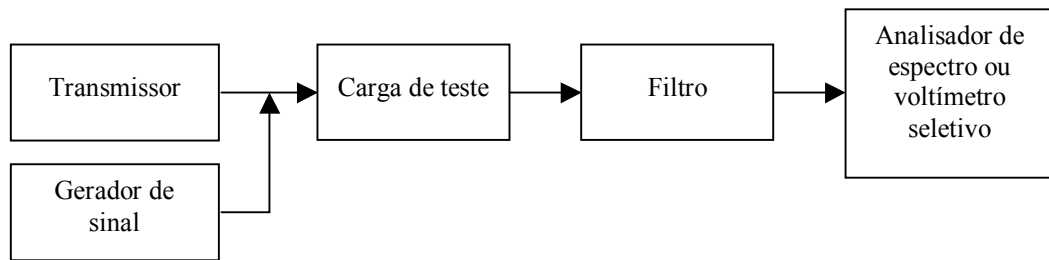 Transmissor
Carga de teste
Filtro
Analisador de
espectro ou
voltímetro
seletivo
Gerador de
sinal